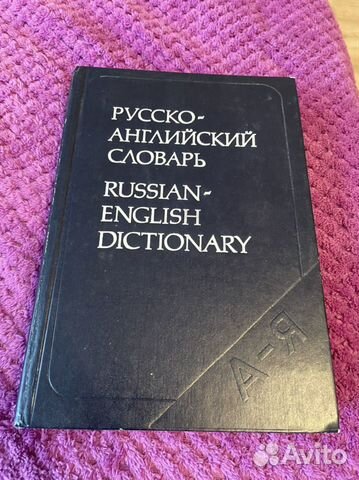 РУССКО-
АНГЛИЙСКИЙ
СЛОВАРЬ
RUSSIAN-
ENGLISH
DICTIONARY
А-Я
Avito